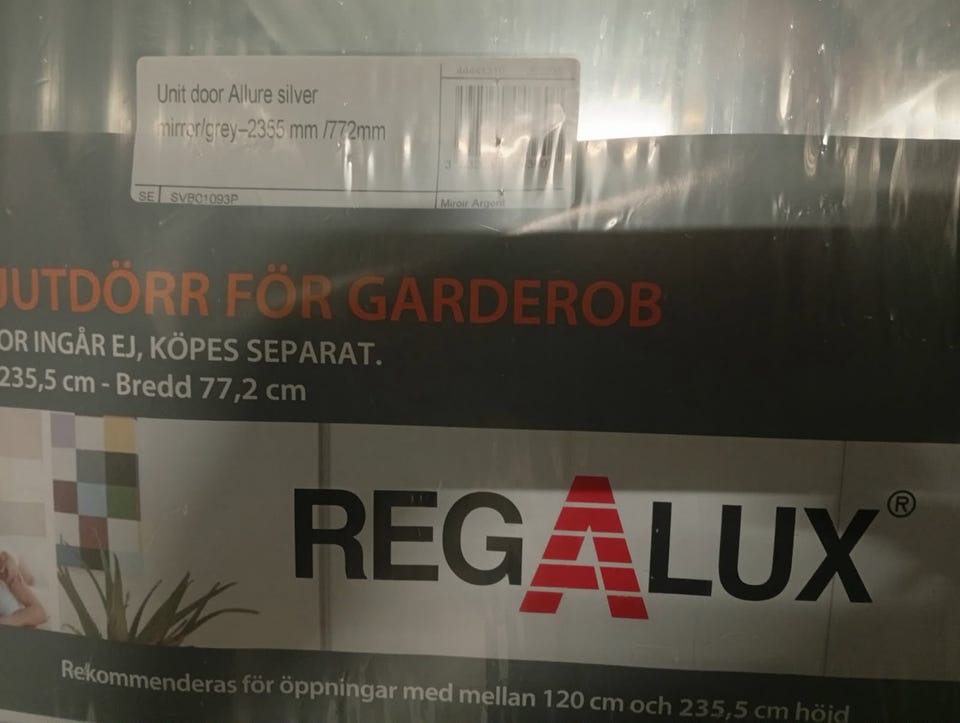 Unit door Allure silver
mirror/grey–2355 mm /772mm
SE SVB01093P
Miroir Argent
JUTDÖRR FÖR GARDEROB
OR INGÅR EJ, KÖPES SEPARAT.
235,5 cm - Bredd 77,2 cm
REGALUX®
Rekommenderas för öppningar med mellan 120 cm och 235,5 cm höjd